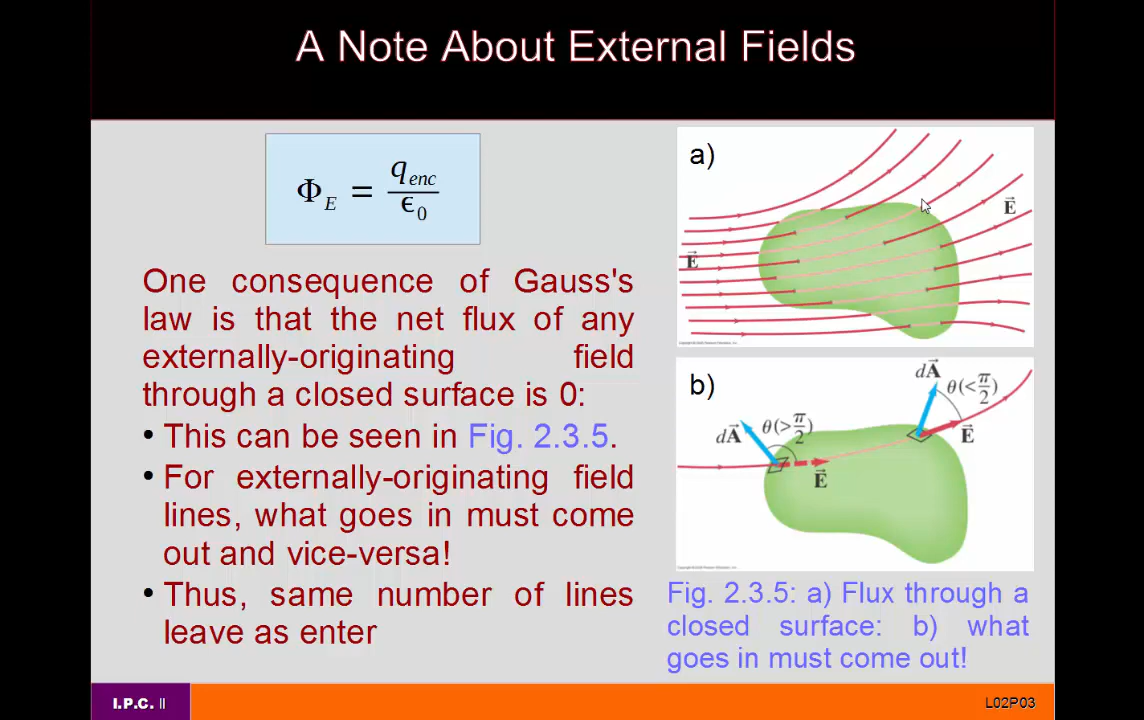 A Note About External Fields
Φ_E = q_enc / ϵ_0
One consequence of Gauss's
law is that the net flux of any
externally-originating field
through a closed surface is 0:
• This can be seen in Fig. 2.3.5.
• For externally-originating field
lines, what goes in must come
out and vice-versa!
• Thus, same number of lines
leave as enter
a)
E⃗
E⃗
b)
dA⃗
θ(>π/2)
E⃗
dA⃗
θ(<π/2)
E⃗
Fig. 2.3.5: a) Flux through a
closed surface: b) what
goes in must come out!
I.P.C. II
L02P03